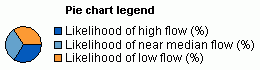 Pie chart legend
Likelihood of high flow (%)
Likelihood of near median flow (%)
Likelihood of low flow (%)